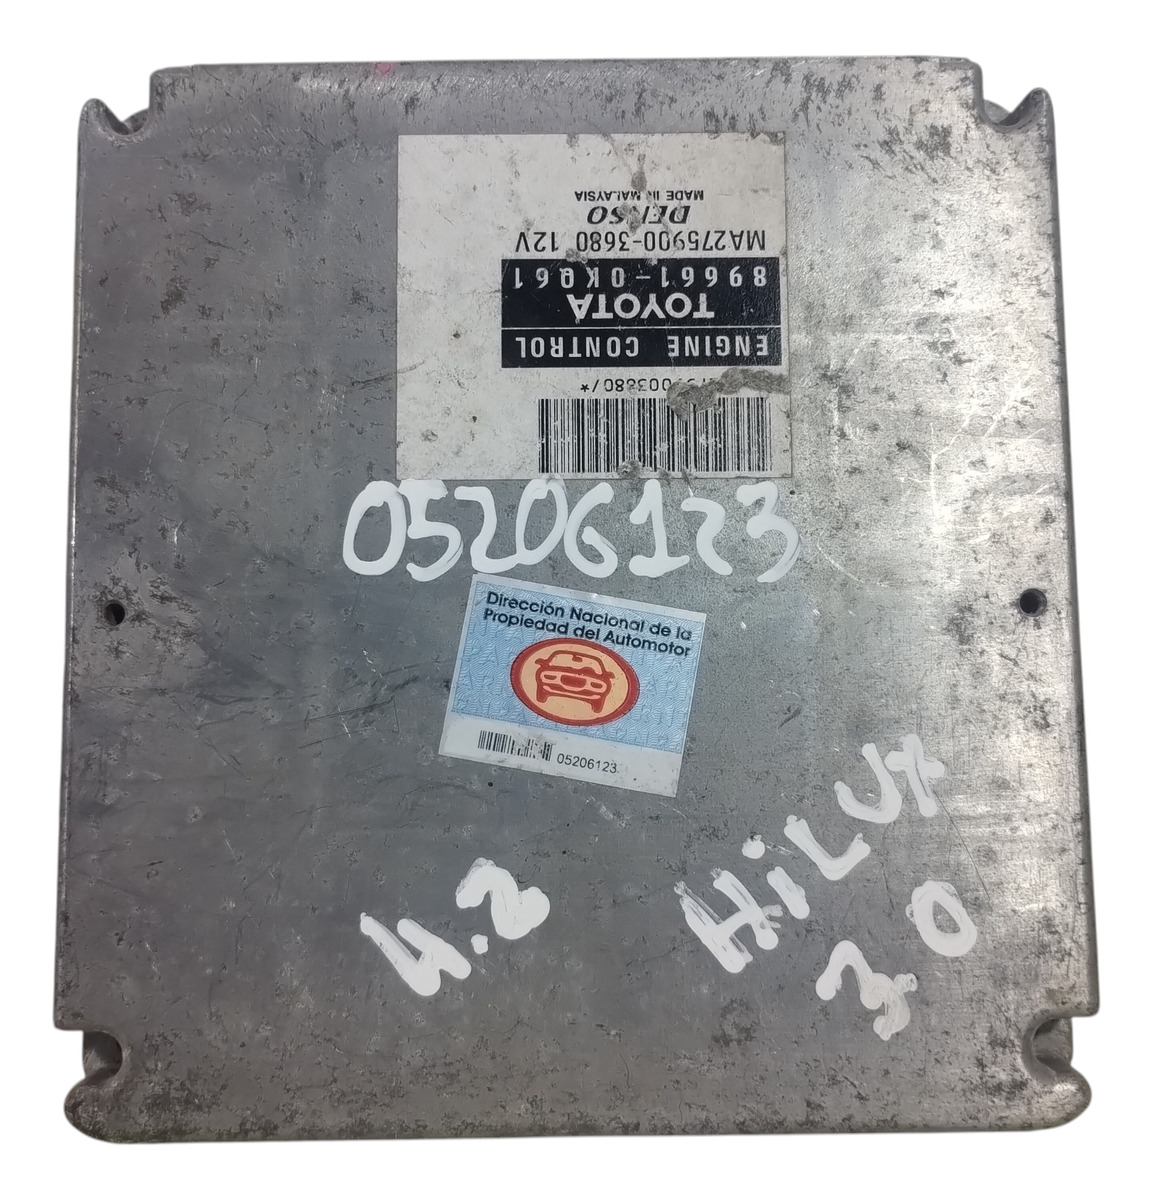 ENGINE CONTROL
TOYOTA
89661-0KQ61
MA275900-3680 12V
DENSO
MADE IN MALAYSIA
05206123
Dirección Nacional de la
Propiedad del Automotor
05206123
4.2
HiLUX
3.0